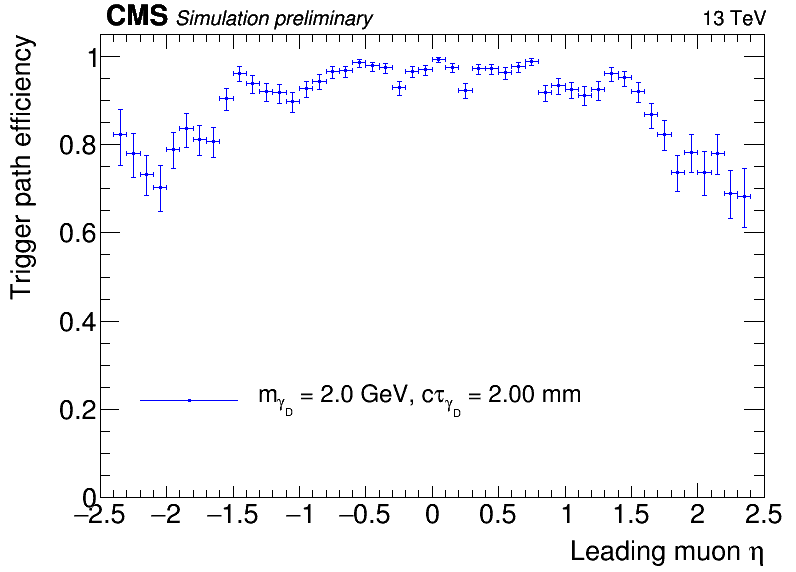 CMS Simulation preliminary 13 TeV
Trigger path efficiency
1
0.8
0.6
0.4
0.2
0
m_γ_D = 2.0 GeV, cτ_γ_D = 2.00 mm
−2.5 −2 −1.5 −1 −0.5 0 0.5 1 1.5 2 2.5
Leading muon η